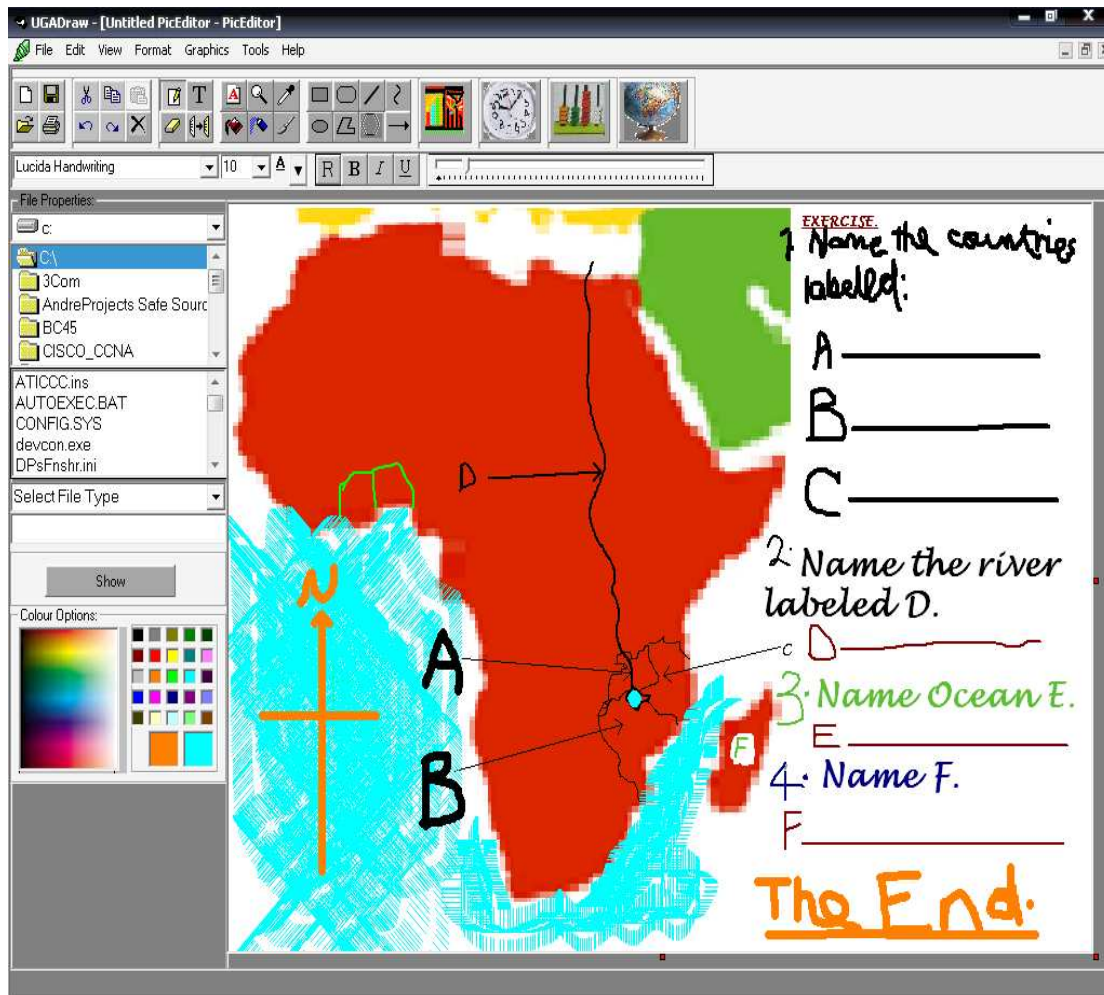 UGADraw - [Untitled PicEditor - PicEditor]
File Edit View Format Graphics Tools Help
Lucida Handwriting 10 A R B I U
File Properties:
c:
C:\
3Com
AndreProjects Safe Sourc
BC45
CISCO_CCNA
ATICCC.ins
AUTOEXEC.BAT
CONFIG.SYS
devcon.exe
DPsFnshr.ini
Select File Type
Show
Colour Options:
N
D
A
B
C
F
EXERCISE.
1 Name the countries
labelled:
A
B
C
2. Name the river
labeled D.
D
3. Name Ocean E.
E
4. Name F.
F
The End.